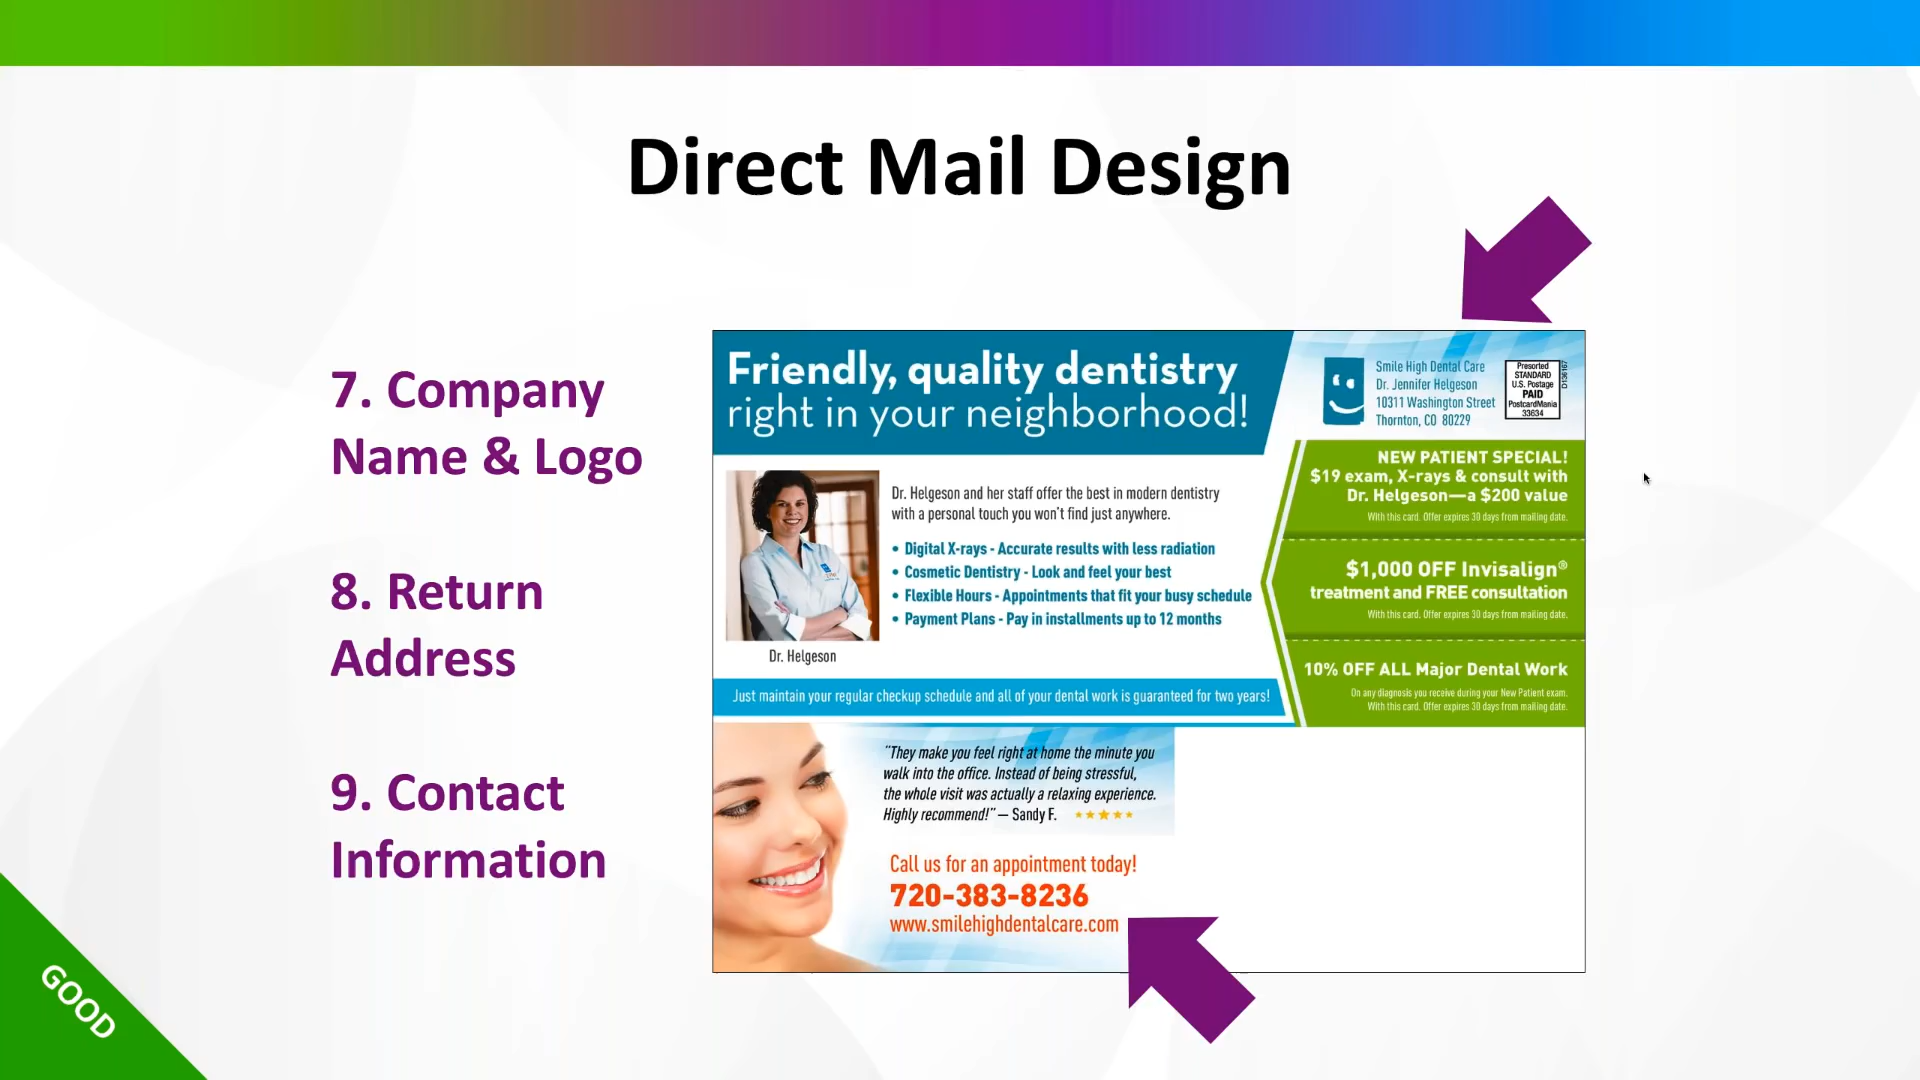 Direct Mail Design
7. Company
Name & Logo
8. Return
Address
9. Contact
Information
GOOD
Friendly, quality dentistry
right in your neighborhood!
Smile High Dental Care
Dr. Jennifer Helgeson
10311 Washington Street
Thornton, CO 80229
Presorted
STANDARD
U.S. Postage
PAID
PostcardMania
33634
D136167
Dr. Helgeson and her staff offer the best in modern dentistry
with a personal touch you won't find just anywhere.
• Digital X-rays - Accurate results with less radiation
• Cosmetic Dentistry - Look and feel your best
• Flexible Hours - Appointments that fit your busy schedule
• Payment Plans - Pay in installments up to 12 months
Dr. Helgeson
Just maintain your regular checkup schedule and all of your dental work is guaranteed for two years!
NEW PATIENT SPECIAL!
$19 exam, X-rays & consult with
Dr. Helgeson—a $200 value
With this card. Offer expires 30 days from mailing date.
$1,000 OFF Invisalign®
treatment and FREE consultation
With this card. Offer expires 30 days from mailing date.
10% OFF ALL Major Dental Work
On any diagnosis you receive during your New Patient exam.
With this card. Offer expires 30 days from mailing date.
"They make you feel right at home the minute you
walk into the office. Instead of being stressful,
the whole visit was actually a relaxing experience.
Highly recommend!" — Sandy F.
Call us for an appointment today!
720-383-8236
www.smilehighdentalcare.com